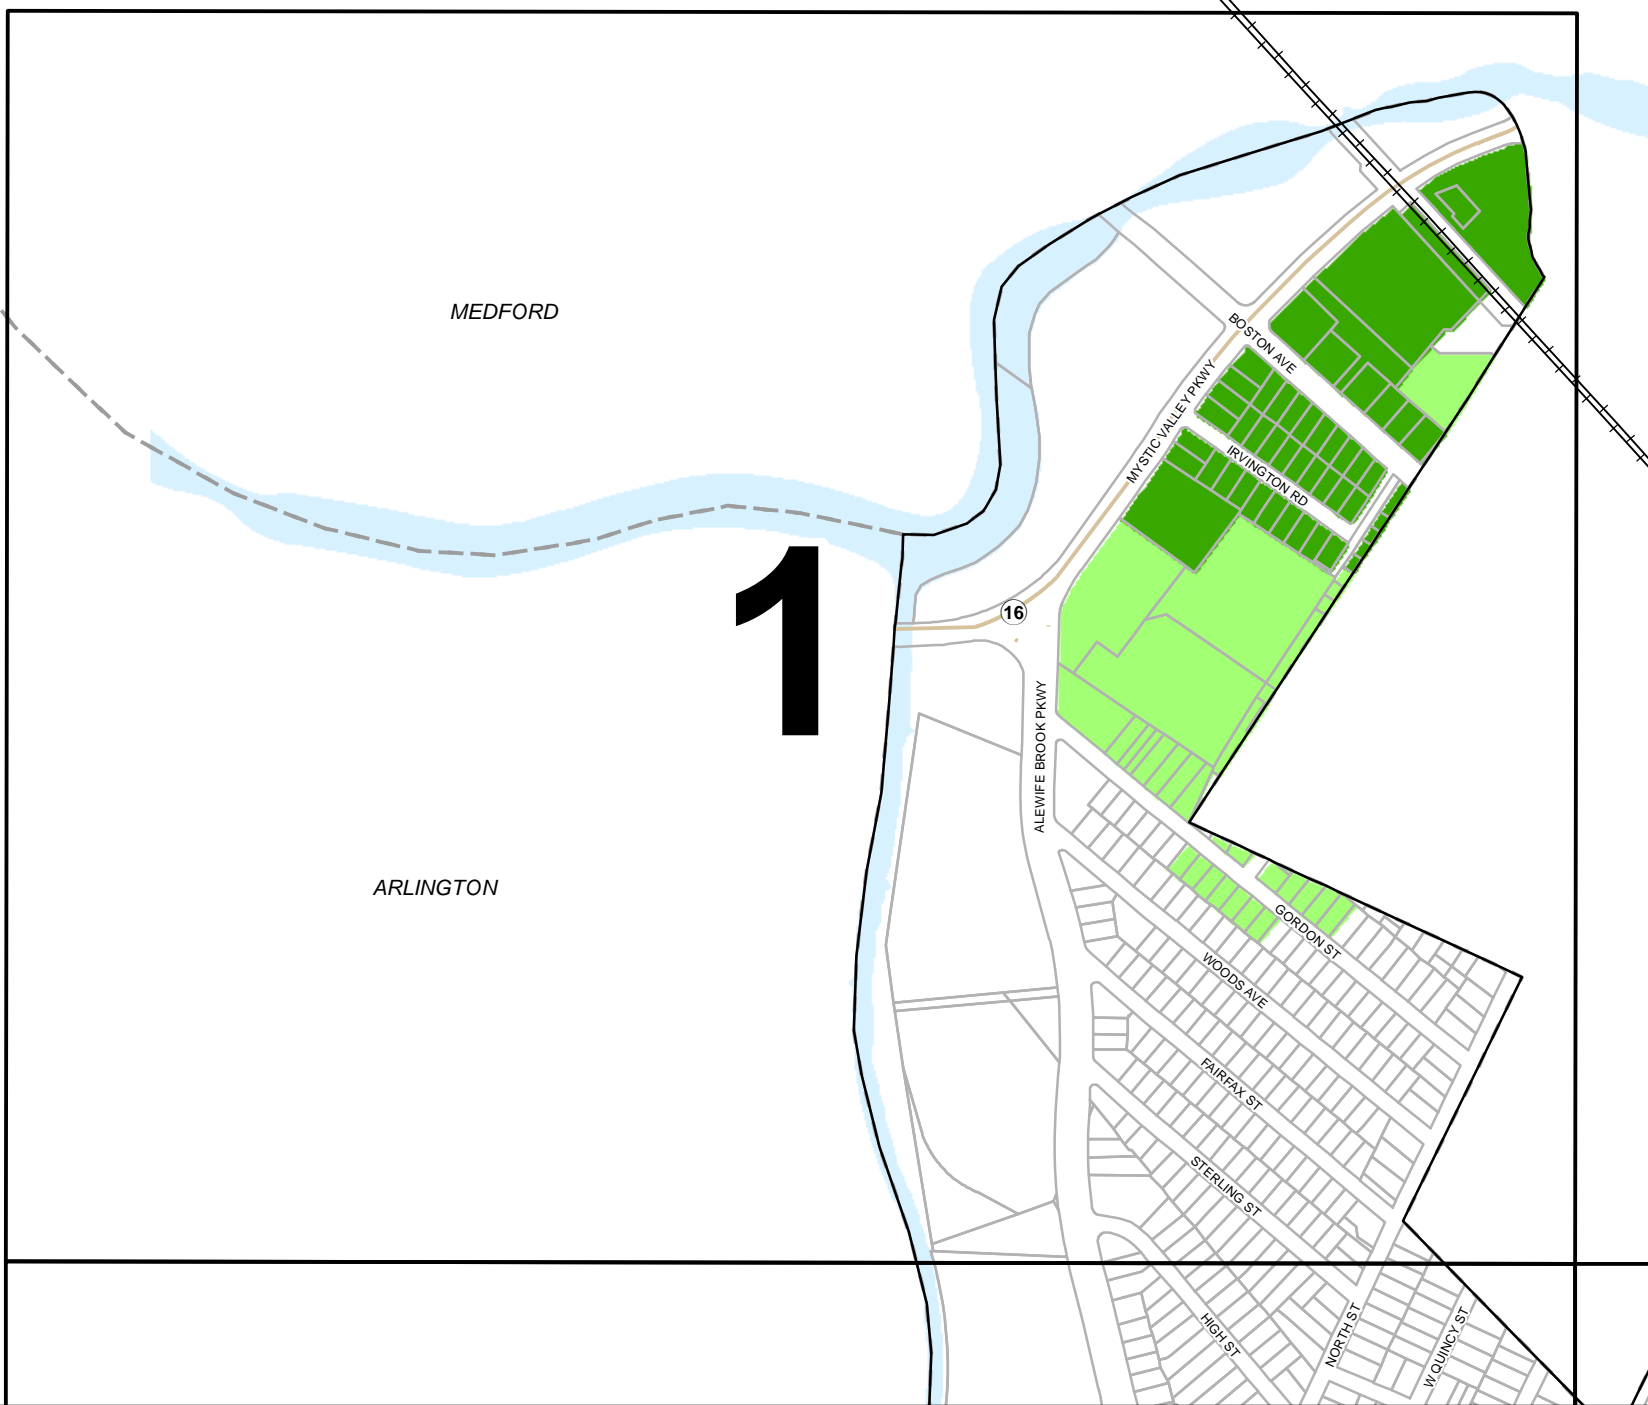 MEDFORD
BOSTON AVE
MYSTIC VALLEY PKWY
IRVINGTON RD
1
16
ALEWIFE BROOK PKWY
ARLINGTON
GORDON ST
WOODS AVE
FAIRFAX ST
STERLING ST
HIGH ST
NORTH ST
W QUINCY ST